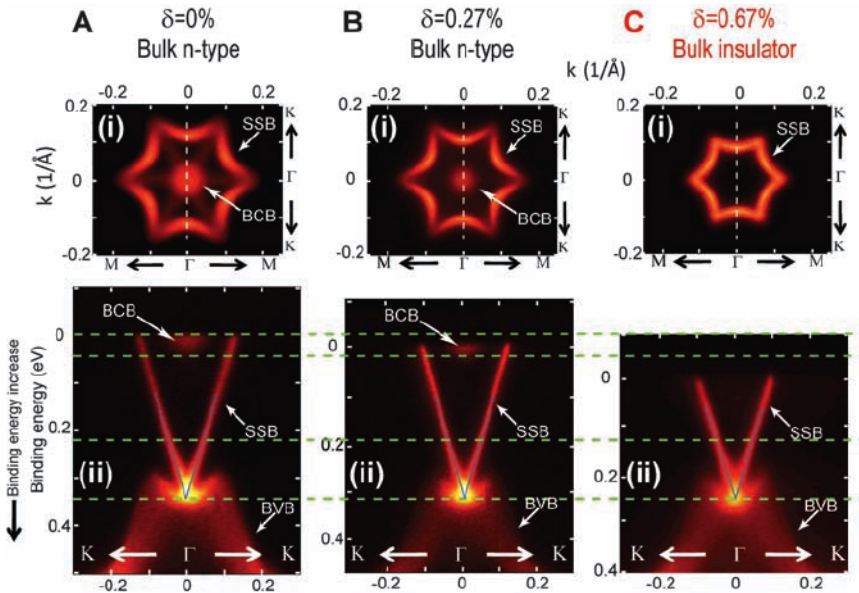 A
δ=0%
Bulk n-type
B
δ=0.27%
Bulk n-type
C
δ=0.67%
Bulk insulator
k (1/Å)
-0.2 0 0.2
-0.2 0 0.2
-0.2 0 0.2
k (1/Å)
0.2
0
-0.2
(i)
SSB
BCB
K
Γ
K
M Γ M
0.2
0
-0.2
(i)
SSB
BCB
K
Γ
K
M Γ M
0.2
0
-0.2
(i)
SSB
K
Γ
K
M Γ M
Binding energy increase
Binding energy (eV)
0
0.2
0.4
BCB
SSB
(ii)
BVB
K Γ K
-0.2 0 0.2
0
0.2
0.4
BCB
SSB
(ii)
BVB
K Γ K
-0.2 0 0.2
0
0.2
0.4
SSB
(ii)
BVB
K Γ K
-0.2 0 0.2